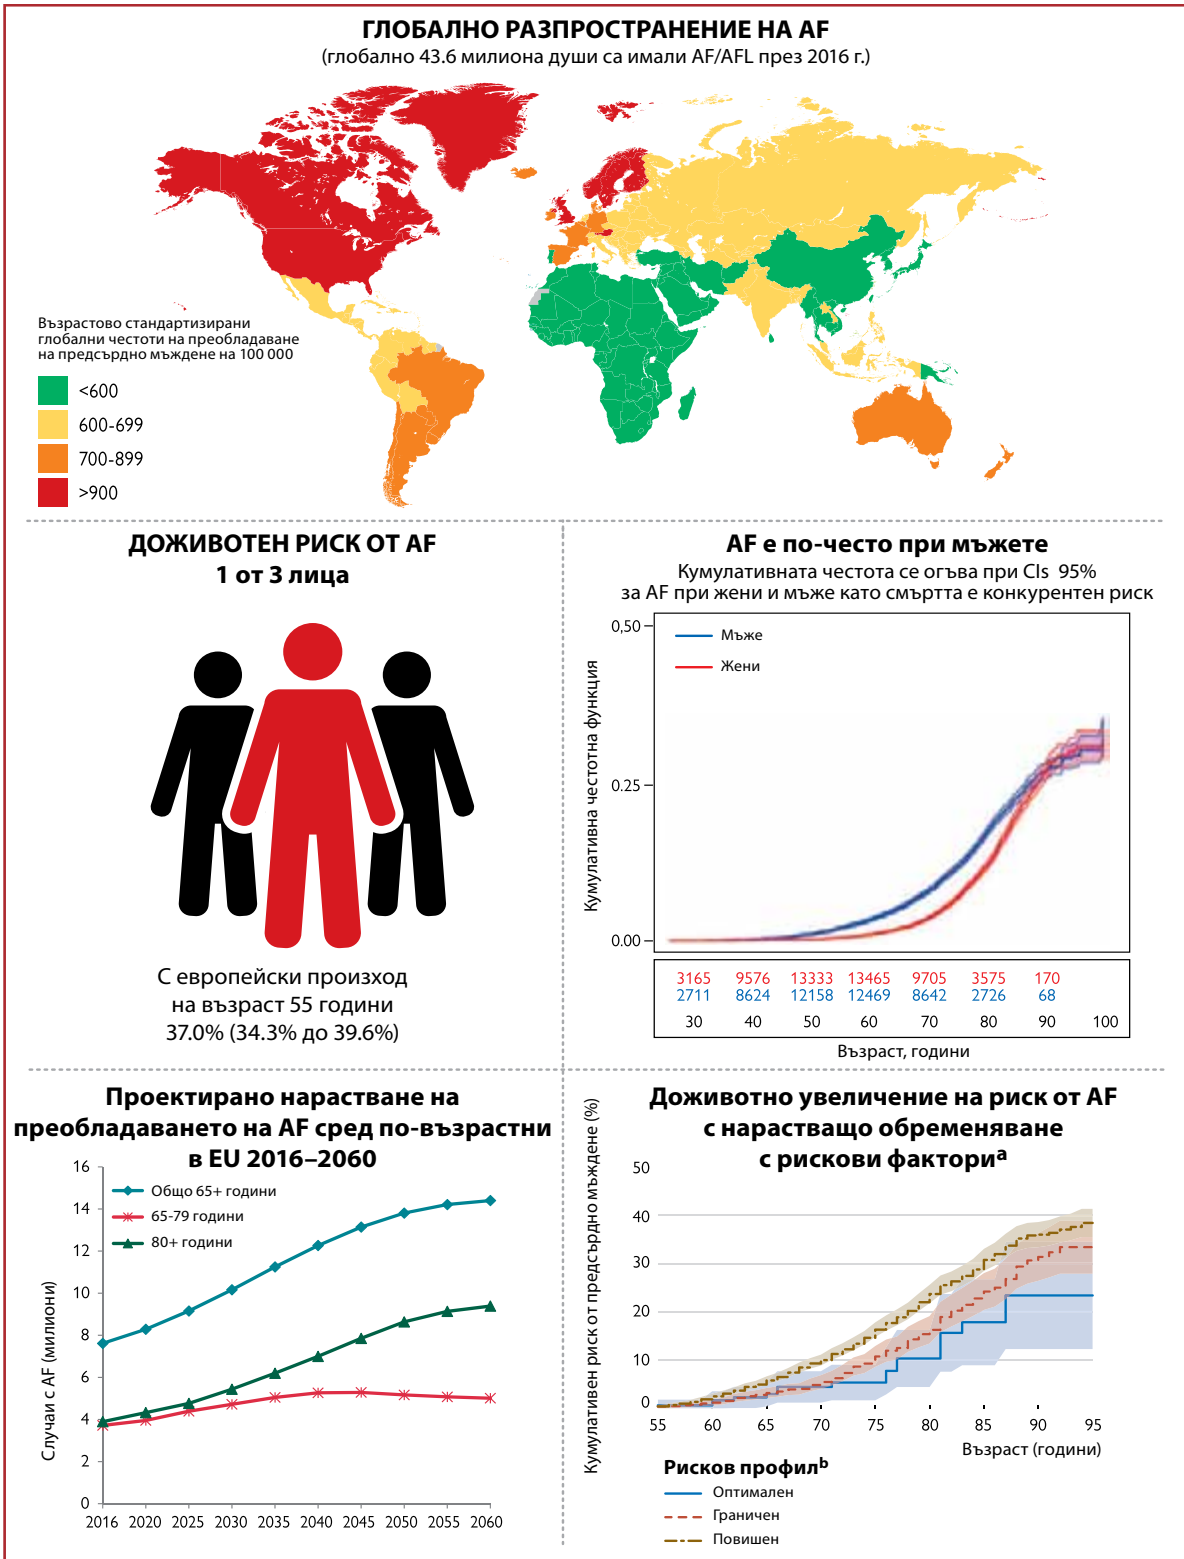 ГЛОБАЛНО РАЗПРОСТРАНЕНИЕ НА AF
(глобално 43.6 милиона души са имали AF/AFL през 2016 г.)
Възрастово стандартизирани
глобални честоти на преобладаване
на предсърдно мъждене на 100 000
<600
600-699
700-899
>900
ДОЖИВОТЕН РИСК ОТ AF
1 от 3 лица
С европейски произход
на възраст 55 години
37.0% (34.3% до 39.6%)
AF е по-често при мъжете
Кумулативната честота се огъва при CIs 95%
за AF при жени и мъже като смъртта е конкурентен риск
Кумулативна честотна функция
0,50
0.25
0.00
Мъже
Жени
3165 9576 13333 13465 9705 3575 170
2711 8624 12158 12469 8642 2726 68
30 40 50 60 70 80 90 100
Възраст, години
Проектирано нарастване на
преобладаването на AF сред по-възрастни
в EU 2016–2060
Случаи с AF (милиони)
16
14
12
10
8
6
4
2
0
Общо 65+ години
65-79 години
80+ години
2016 2020 2025 2030 2035 2040 2045 2050 2055 2060
Доживотно увеличение на риск от AF
с нарастващо обременяване
с рискови факториᵃ
Кумулативен риск от предсърдно мъждене (%)
50
40
30
20
10
0
55 60 65 70 75 80 85 90 95
Възраст (години)
Рисков профилᵇ
Оптимален
Граничен
Повишен